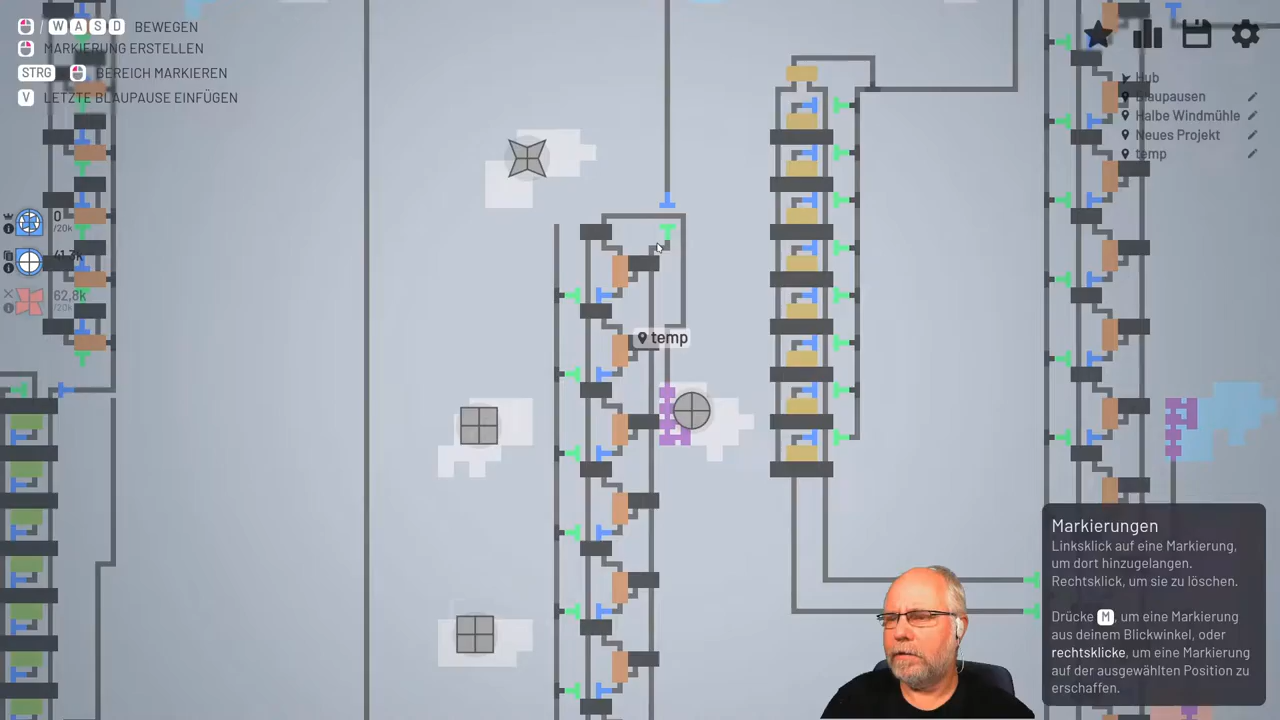 / W A S D BEWEGEN
MARKIERUNG ERSTELLEN
STRG BEREICH MARKIEREN
V LETZTE BLAUPAUSE EINFÜGEN
Hub
Blaupausen
Halbe Windmühle
Neues Projekt
temp
0
/20k
41,7k
62,8k
/20k
temp
Markierungen
Linksklick auf eine Markierung,
um dort hinzugelangen.
Rechtsklick, um sie zu löschen.
Drücke M, um eine Markierung
aus deinem Blickwinkel, oder
rechtsklicke, um eine Markierung
auf der ausgewählten Position zu
erschaffen.